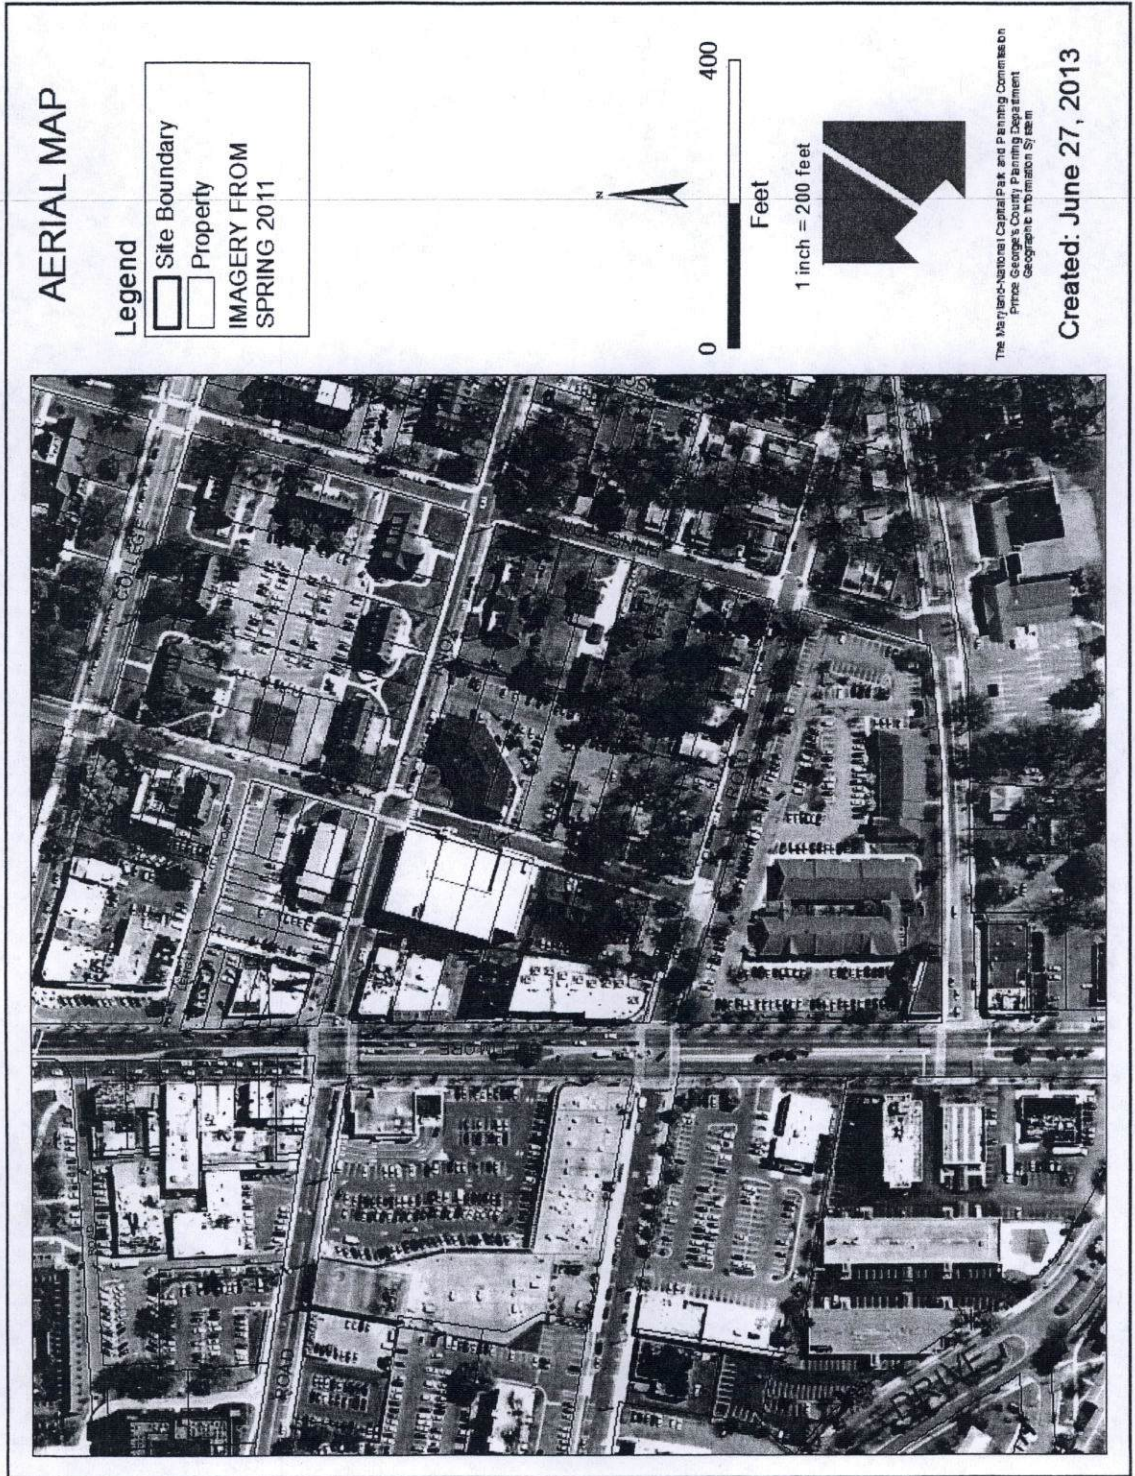 AERIAL MAP
Legend
Site Boundary
Property
IMAGERY FROM
SPRING 2011
N
0
400
Feet
1 inch = 200 feet
The Maryland-National Capital Park and Planning Commission
Prince George's County Planning Department
Geographic Information System
Created: June 27, 2013
COLLEGE
ROAD
ROAD
DRIVE